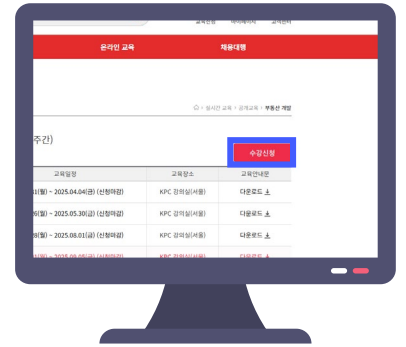 온라인 교육 채용대행
실시간 교육 > 공개교육 > 부동산 개발
주간)
수강신청
교육일정 교육장소 교육안내문
(월) ~ 2025.04.04(금) (신청마감) KPC 강의실(서울) 다운로드
(월) ~ 2025.05.30(금) (신청마감) KPC 강의실(서울) 다운로드
(월) ~ 2025.08.01(금) (신청마감) KPC 강의실(서울) 다운로드